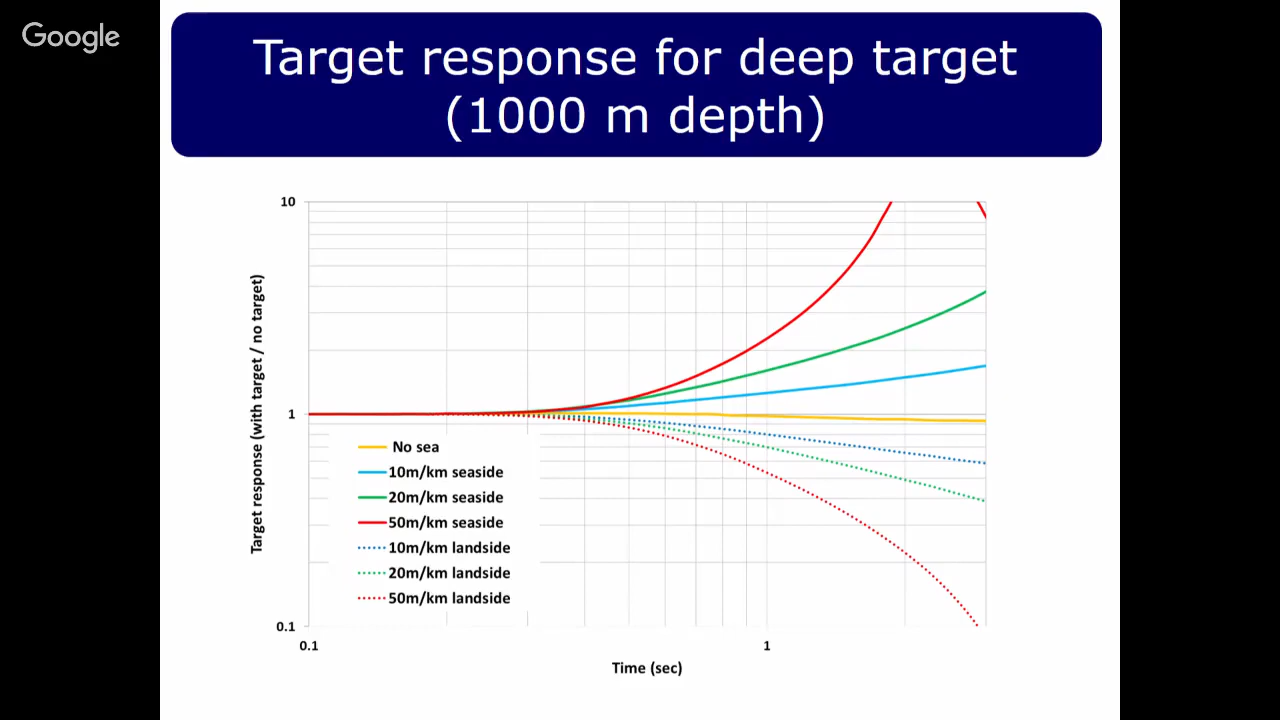 Google
Target response for deep target
(1000 m depth)
10
1
0.1
Target response (with target / no target)
No sea
10m/km seaside
20m/km seaside
50m/km seaside
10m/km landside
20m/km landside
50m/km landside
0.1
1
Time (sec)